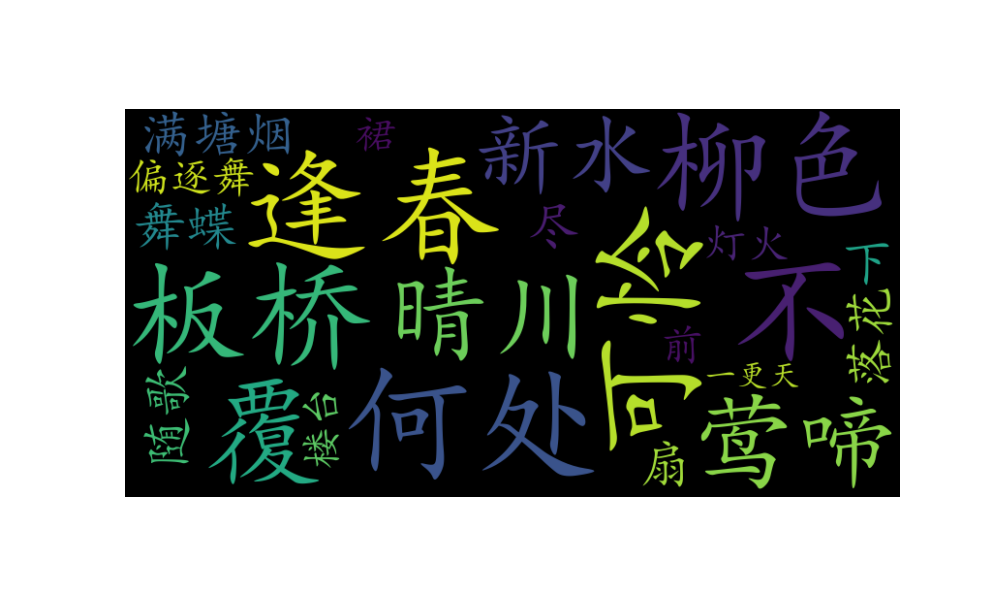 满塘烟
裙
新水
柳色
偏逐舞
逢春
舞蝶
尽
可怜
灯火
不
下
板桥
晴川
前
落花
一更天
随歌
覆
楼台
何处
扇
莺啼